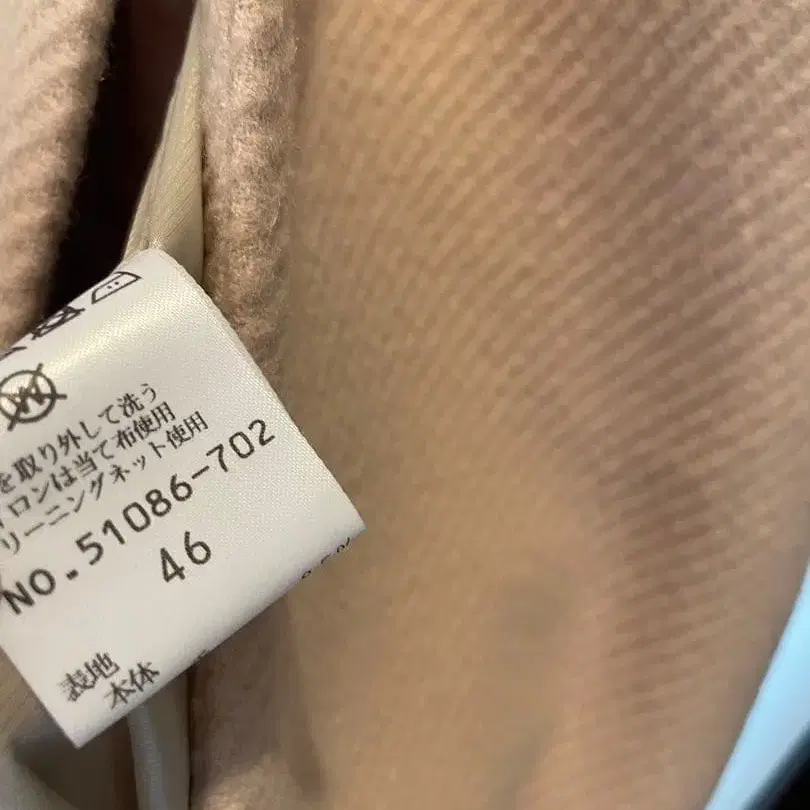 W
を取り外して洗う
イロンは当て布使用
リーニングネット使用
NO.51086-702
46
表地
本体